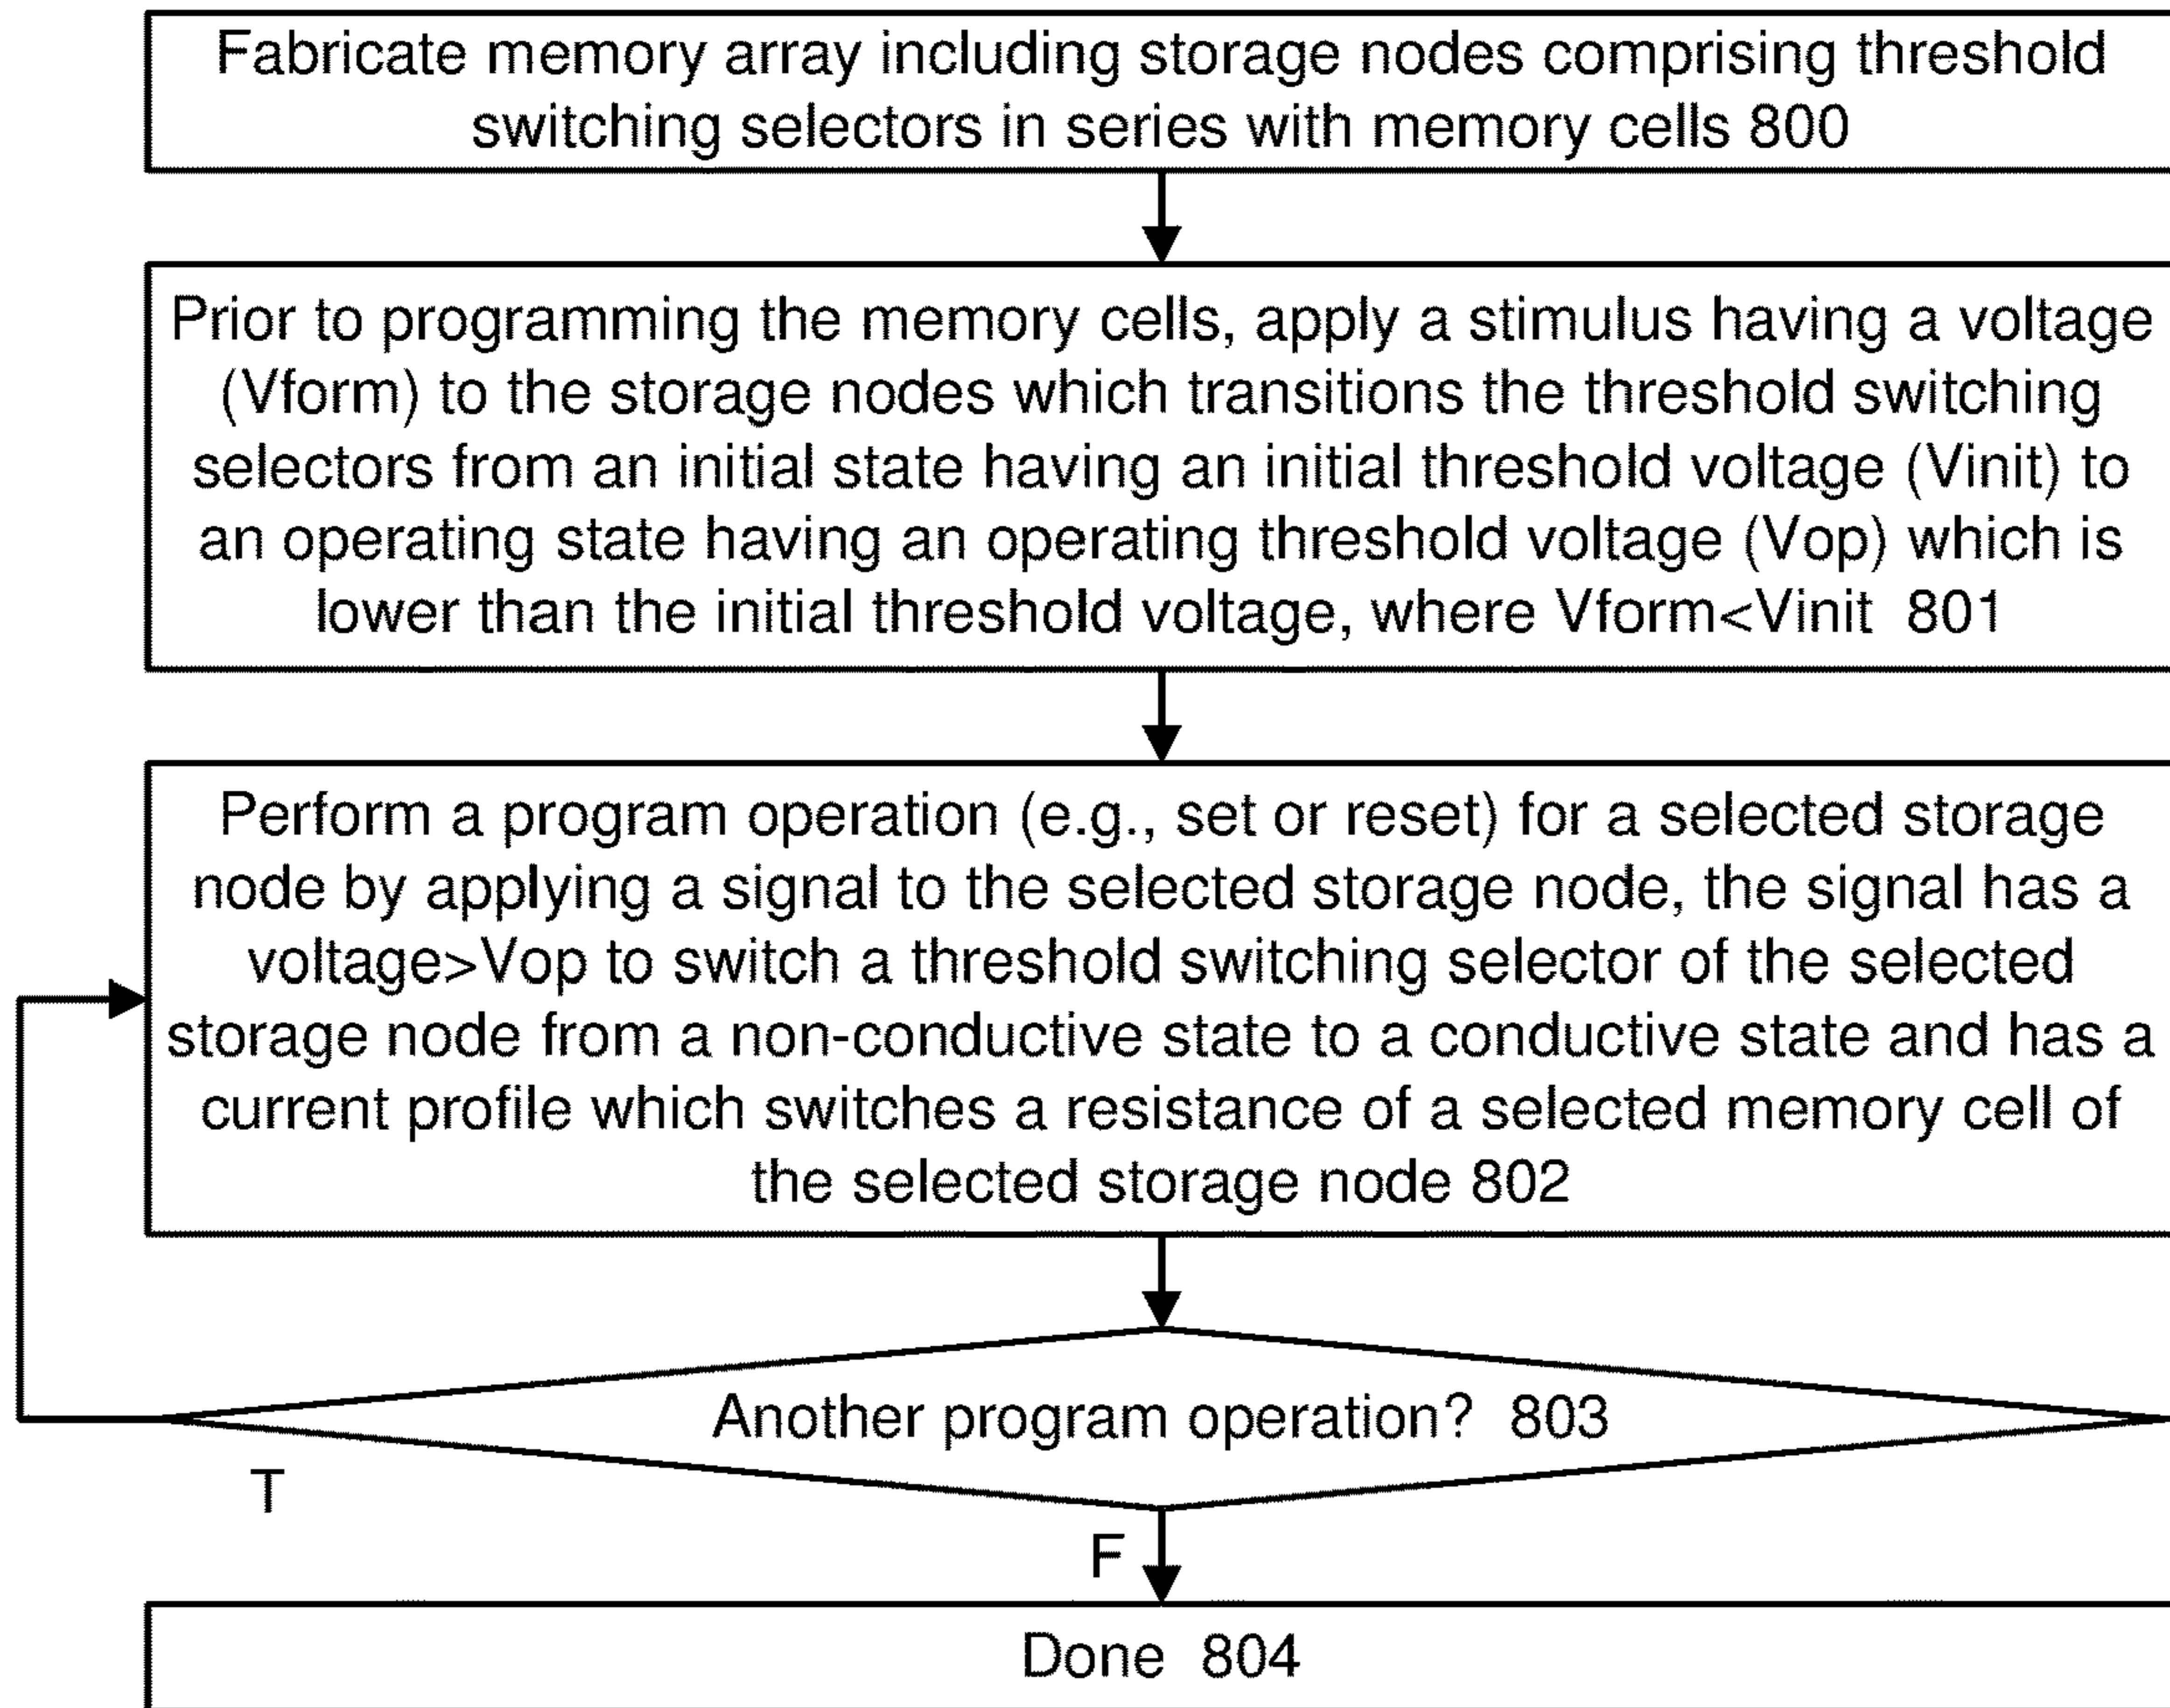 Fabricate memory array including storage nodes comprising threshold
switching selectors in series with memory cells 800
Prior to programming the memory cells, apply a stimulus having a voltage
(Vform) to the storage nodes which transitions the threshold switching
selectors from an initial state having an initial threshold voltage (Vinit) to
an operating state having an operating threshold voltage (Vop) which is
lower than the initial threshold voltage, where Vform<Vinit 801
Perform a program operation (e.g., set or reset) for a selected storage
node by applying a signal to the selected storage node, the signal has a
voltage>Vop to switch a threshold switching selector of the selected
storage node from a non-conductive state to a conductive state and has a
current profile which switches a resistance of a selected memory cell of
the selected storage node 802
Another program operation? 803
T
F
Done 804